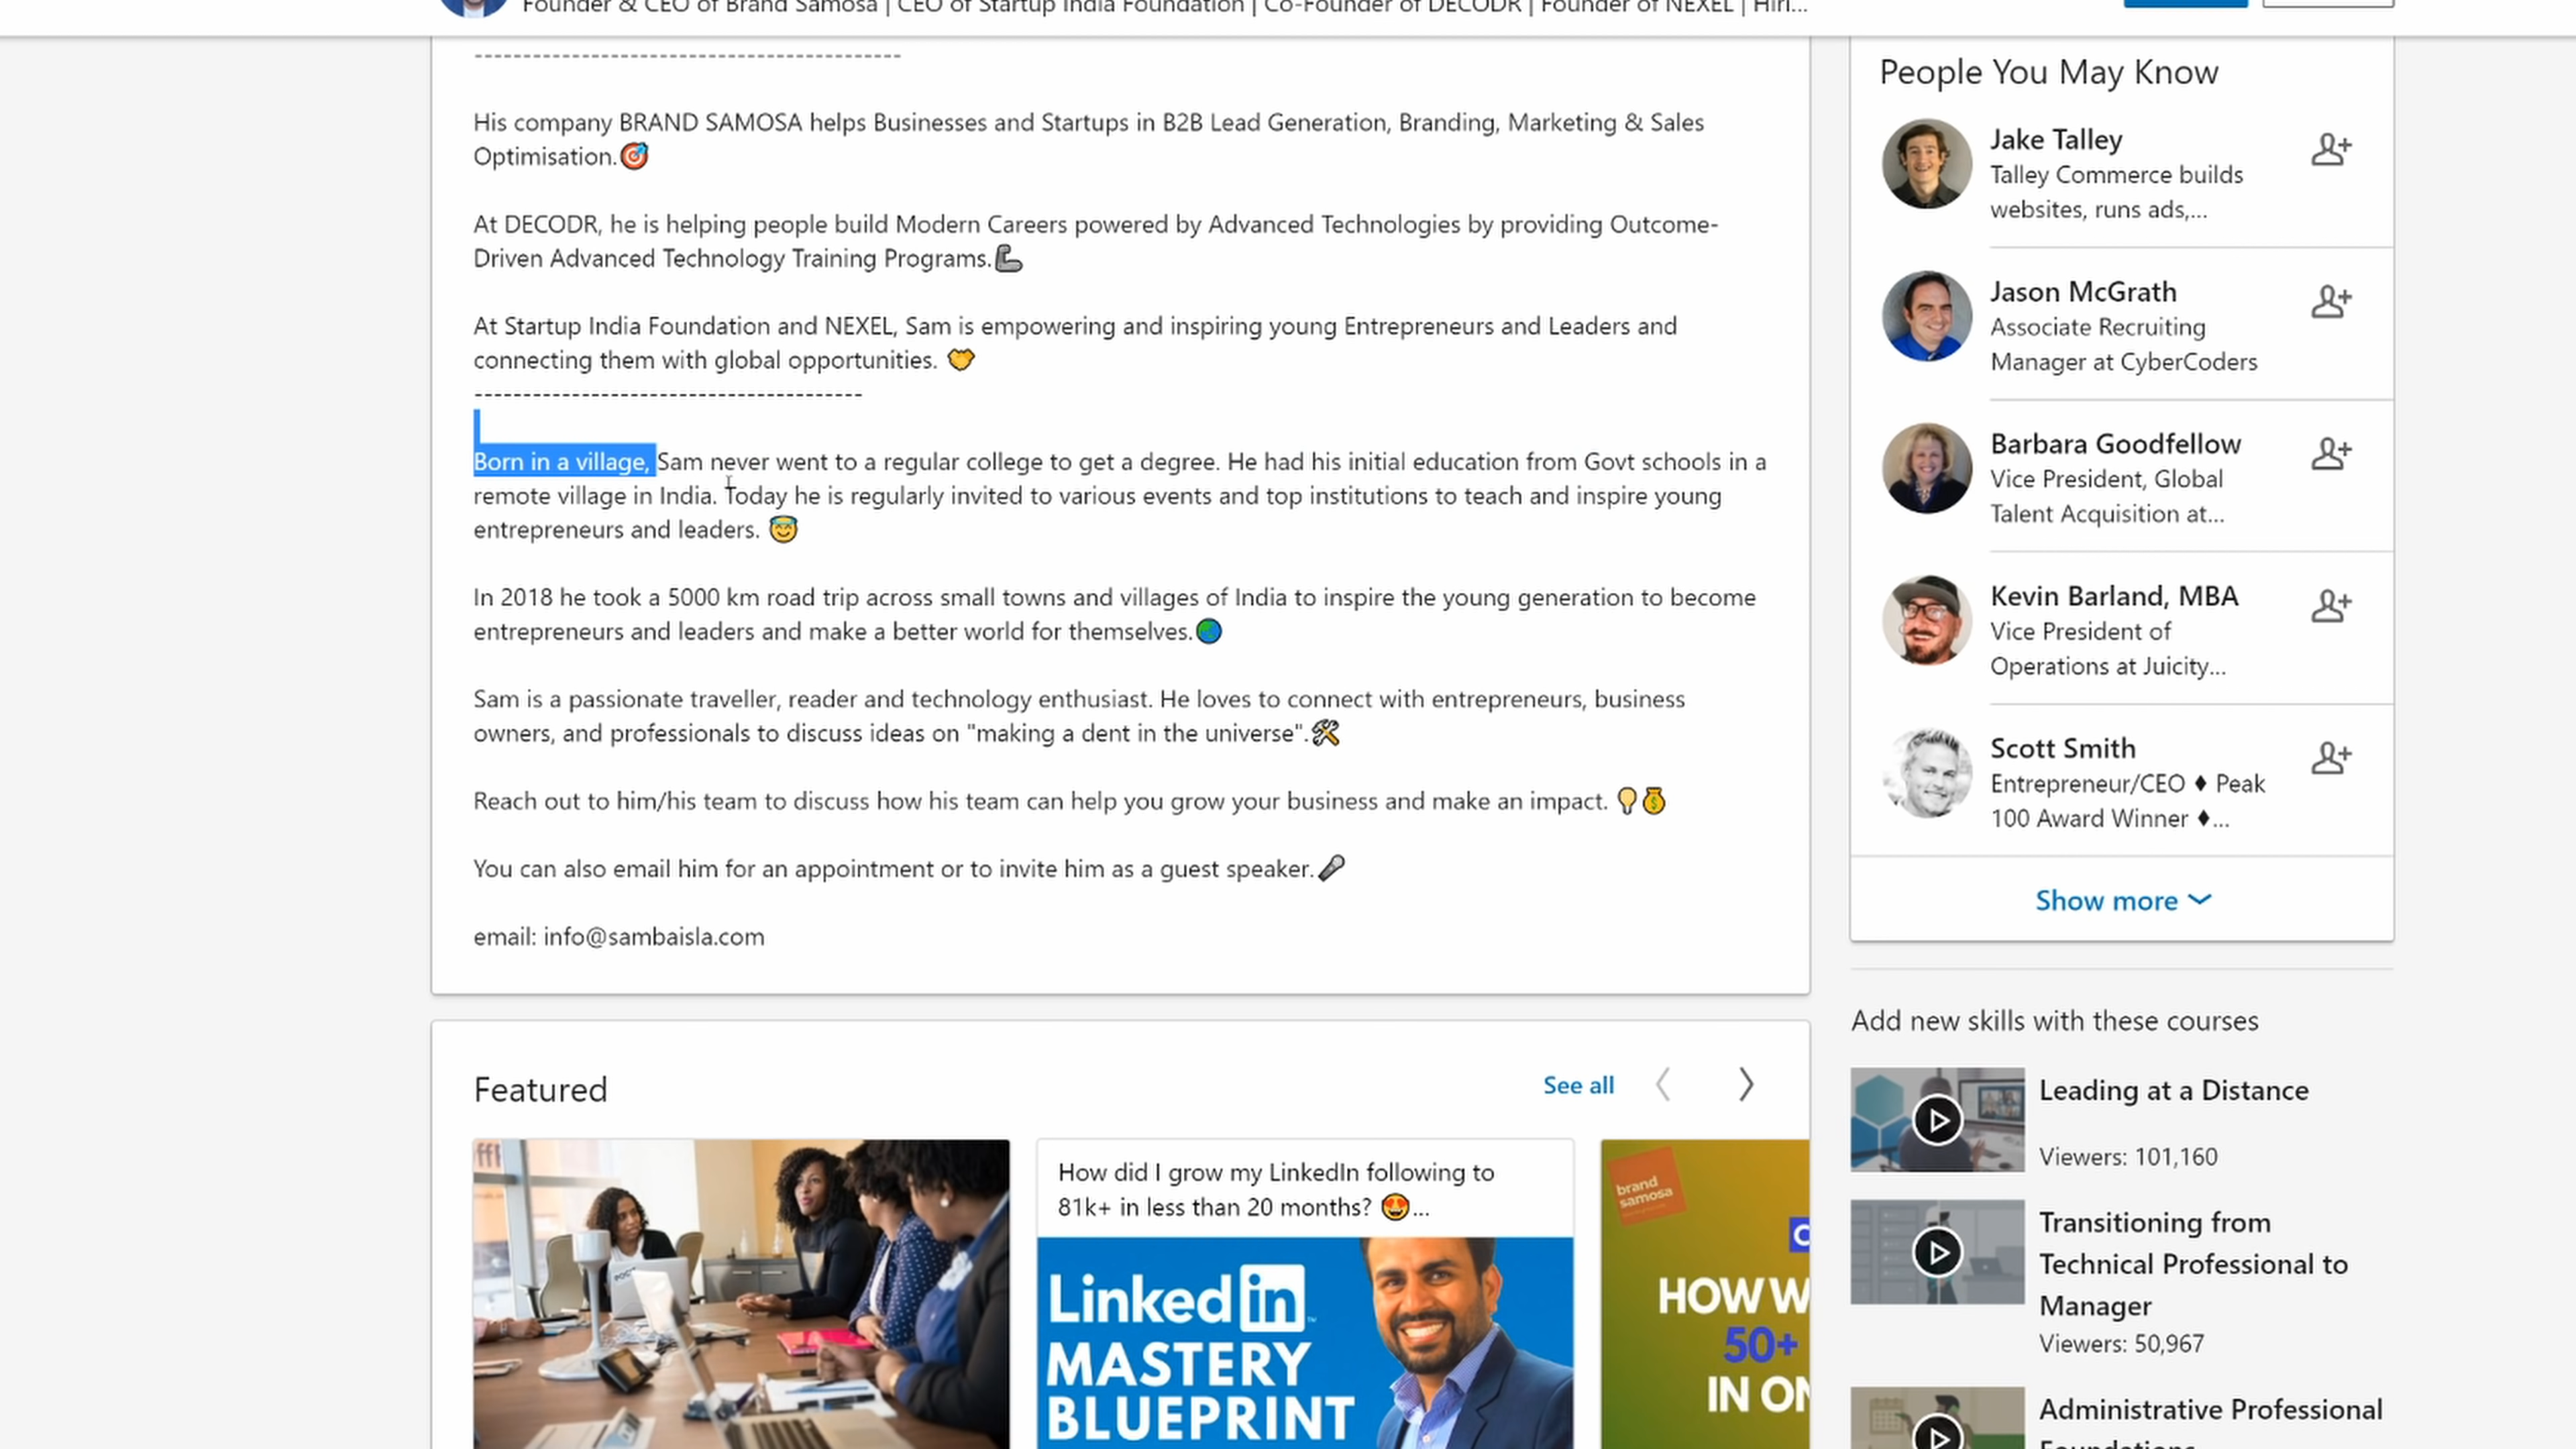 Founder & CEO of Brand Samosa | CEO of Startup India Foundation | Co-Founder of DECODR | Founder of NEXEL | Hiri...
--------------------------------------------
His company BRAND SAMOSA helps Businesses and Startups in B2B Lead Generation, Branding, Marketing & Sales
Optimisation.🎯
At DECODR, he is helping people build Modern Careers powered by Advanced Technologies by providing Outcome-
Driven Advanced Technology Training Programs.🦾
At Startup India Foundation and NEXEL, Sam is empowering and inspiring young Entrepreneurs and Leaders and
connecting them with global opportunities. 🤝
----------------------------------------
Born in a village, Sam never went to a regular college to get a degree. He had his initial education from Govt schools in a
remote village in India. Today he is regularly invited to various events and top institutions to teach and inspire young
entrepreneurs and leaders. 😇
In 2018 he took a 5000 km road trip across small towns and villages of India to inspire the young generation to become
entrepreneurs and leaders and make a better world for themselves.🌏
Sam is a passionate traveller, reader and technology enthusiast. He loves to connect with entrepreneurs, business
owners, and professionals to discuss ideas on "making a dent in the universe".🛠
Reach out to him/his team to discuss how his team can help you grow your business and make an impact. 💡💰
You can also email him for an appointment or to invite him as a guest speaker.🎤
email: info@sambaisla.com
Featured
See all
How did I grow my LinkedIn following to
81k+ in less than 20 months? 😍...
Linked in
MASTERY
BLUEPRINT
brand
samosa
HOW W
50+
IN ON
People You May Know
Jake Talley
Talley Commerce builds
websites, runs ads,...
Jason McGrath
Associate Recruiting
Manager at CyberCoders
Barbara Goodfellow
Vice President, Global
Talent Acquisition at...
Kevin Barland, MBA
Vice President of
Operations at Juicity...
Scott Smith
Entrepreneur/CEO ♦ Peak
100 Award Winner ♦...
Show more
Add new skills with these courses
Leading at a Distance
Viewers: 101,160
Transitioning from
Technical Professional to
Manager
Viewers: 50,967
Administrative Professional